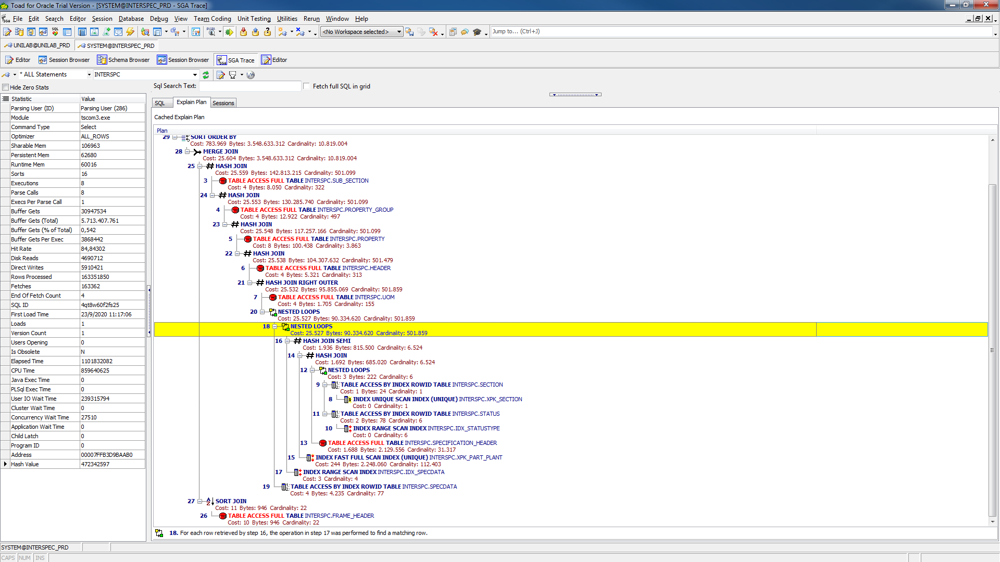 Toad for Oracle Trial Version - [SYSTEM@INTERSPEC_PRD - SGA Trace]
File Edit Search Editor Session Database Debug View Team Coding Unit Testing Utilities Rerun Window Help
<No Workspace selected> Jump to... (Ctrl+J)
UNILAB@UNILAB_PRD SYSTEM@INTERSPEC_PRD
Editor Session Browser Schema Browser Session Browser SGA Trace Editor
* ALL Statements INTERSPC
Hide Zero Stats
Sql Search Text: Fetch full SQL in grid
Statistic Value
Parsing User (ID) Parsing User (286)
Module tscom3.exe
Command Type Select
Optimizer ALL_ROWS
Sharable Mem 106963
Persistent Mem 62680
Runtime Mem 60016
Sorts 16
Executions 8
Parse Calls 8
Execs Per Parse Call 1
Buffer Gets 30947534
Buffer Gets (Total) 5.713.407.761
Buffer Gets (% of Total) 0,542
Buffer Gets Per Exec 3868442
Hit Rate 84,84302
Disk Reads 4690712
Direct Writes 5910421
Rows Processed 163351850
Fetches 163362
End Of Fetch Count 4
SQL ID 4qt8w60f2fs25
First Load Time 23/9/2020 11:17:06
Loads 1
Version Count 1
Users Opening 0
Is Obsolete N
Elapsed Time 1101832082
CPU Time 859640625
Java Exec Time 0
PLSql Exec Time 0
User IO Wait Time 239315794
Cluster Wait Time 0
Concurrency Wait Time 27510
Application Wait Time 0
Child Latch 0
Program ID 0
Address 00007FFB3D9BAAB0
Hash Value 472342597
SQL Explain Plan Sessions
Cached Explain Plan
Plan
29 SORT ORDER BY
Cost: 783.969 Bytes: 3.548.633.312 Cardinality: 10.819.004
28 MERGE JOIN
Cost: 25.604 Bytes: 3.548.633.312 Cardinality: 10.819.004
25 HASH JOIN
Cost: 25.559 Bytes: 142.813.215 Cardinality: 501.099
3 TABLE ACCESS FULL TABLE INTERSPC.SUB_SECTION
Cost: 4 Bytes: 8.050 Cardinality: 322
24 HASH JOIN
Cost: 25.553 Bytes: 130.285.740 Cardinality: 501.099
4 TABLE ACCESS FULL TABLE INTERSPC.PROPERTY_GROUP
Cost: 4 Bytes: 12.922 Cardinality: 497
23 HASH JOIN
Cost: 25.548 Bytes: 117.257.166 Cardinality: 501.099
5 TABLE ACCESS FULL TABLE INTERSPC.PROPERTY
Cost: 8 Bytes: 100.438 Cardinality: 3.863
22 HASH JOIN
Cost: 25.538 Bytes: 104.307.632 Cardinality: 501.479
6 TABLE ACCESS FULL TABLE INTERSPC.HEADER
Cost: 4 Bytes: 5.321 Cardinality: 313
21 HASH JOIN RIGHT OUTER
Cost: 25.532 Bytes: 95.855.069 Cardinality: 501.859
7 TABLE ACCESS FULL TABLE INTERSPC.UOM
Cost: 4 Bytes: 1.705 Cardinality: 155
20 NESTED LOOPS
Cost: 25.527 Bytes: 90.334.620 Cardinality: 501.859
18 NESTED LOOPS
Cost: 25.527 Bytes: 90.334.620 Cardinality: 501.859
16 HASH JOIN SEMI
Cost: 1.936 Bytes: 815.500 Cardinality: 6.524
14 HASH JOIN
Cost: 1.692 Bytes: 685.020 Cardinality: 6.524
12 NESTED LOOPS
Cost: 3 Bytes: 222 Cardinality: 6
9 TABLE ACCESS BY INDEX ROWID TABLE INTERSPC.SECTION
Cost: 1 Bytes: 24 Cardinality: 1
8 INDEX UNIQUE SCAN INDEX (UNIQUE) INTERSPC.XPK_SECTION
Cost: 0 Cardinality: 1
11 TABLE ACCESS BY INDEX ROWID TABLE INTERSPC.STATUS
Cost: 2 Bytes: 78 Cardinality: 6
10 INDEX RANGE SCAN INDEX INTERSPC.IDX_STATUSTYPE
Cost: 0 Cardinality: 6
13 TABLE ACCESS FULL TABLE INTERSPC.SPECIFICATION_HEADER
Cost: 1.688 Bytes: 2.129.556 Cardinality: 31.317
15 INDEX FAST FULL SCAN INDEX (UNIQUE) INTERSPC.XPK_PART_PLANT
Cost: 244 Bytes: 2.248.060 Cardinality: 112.403
17 INDEX RANGE SCAN INDEX INTERSPC.IDX_SPECDATA
Cost: 3 Cardinality: 4
19 TABLE ACCESS BY INDEX ROWID TABLE INTERSPC.SPECDATA
Cost: 4 Bytes: 4.235 Cardinality: 77
27 SORT JOIN
Cost: 11 Bytes: 946 Cardinality: 22
26 TABLE ACCESS FULL TABLE INTERSPC.FRAME_HEADER
Cost: 10 Bytes: 946 Cardinality: 22
18. For each row retrieved by step 16, the operation in step 17 was performed to find a matching row.
SYSTEM@INTERSPEC_PRD
CAPS NUM INS